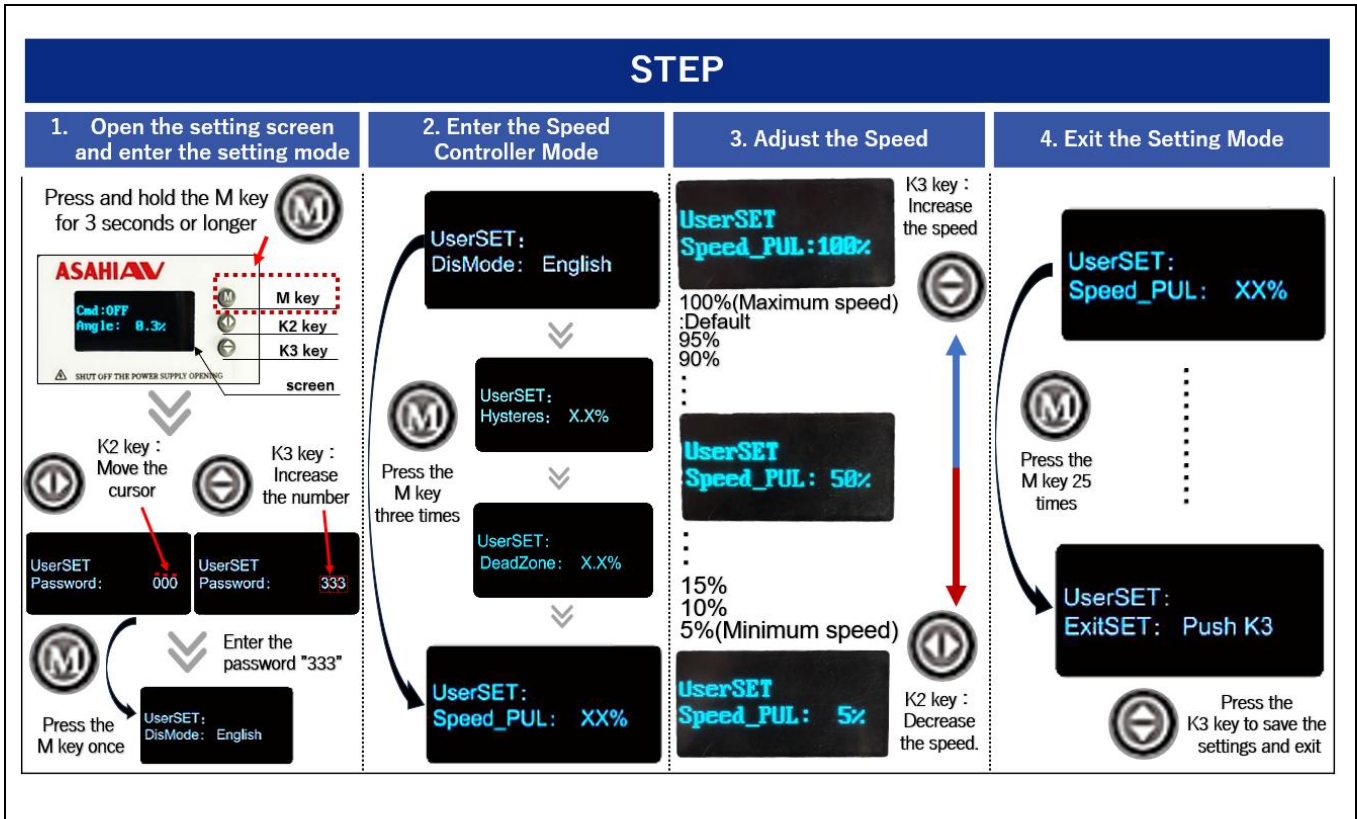 STEP
1. Open the setting screen
and enter the setting mode
Press and hold the M key
for 3 seconds or longer
M
ASAHI AV
Cmd:OFF
Angle: 0.3%
M
M key
K2 key
K3 key
SHUT OFF THE POWER SUPPLY OPENING
screen
K2 key：
Move the
cursor
K3 key：
Increase
the number
UserSET
Password: 000
UserSET
Password: 333
M
Enter the
password "333"
Press the
M key once
UserSET:
DisMode: English
2. Enter the Speed
Controller Mode
UserSET:
DisMode: English
UserSET:
Hysteres: X.X%
M
Press the
M key
three times
UserSET:
DeadZone: X.X%
UserSET:
Speed_PUL: XX%
3. Adjust the Speed
UserSET
Speed_PUL:100%
K3 key：
Increase
the speed
100%(Maximum speed)
:Default
95%
90%
:
UserSET
Speed_PUL: 50%
:
15%
10%
5%(Minimum speed)
UserSET
Speed_PUL: 5%
K2 key：
Decrease
the speed.
4. Exit the Setting Mode
UserSET:
Speed_PUL: XX%
M
Press the
M key 25
times
UserSET:
ExitSET: Push K3
Press the
K3 key to save the
settings and exit